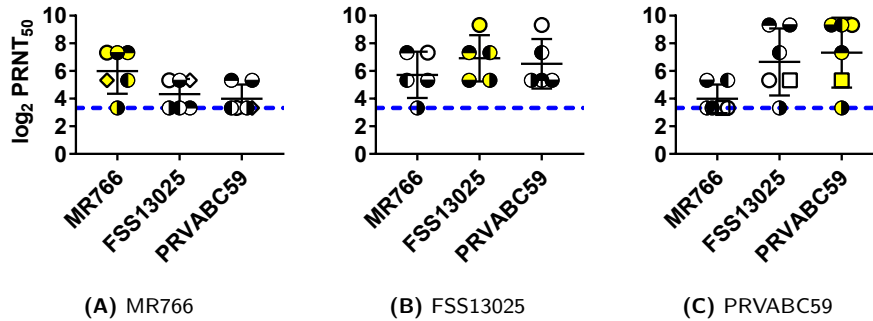 log₂ PRNT₅₀
10
8
6
4
2
0
MR766
FSS13025
PRVABC59
(A) MR766
10
8
6
4
2
0
MR766
FSS13025
PRVABC59
(B) FSS13025
10
8
6
4
2
0
MR766
FSS13025
PRVABC59
(C) PRVABC59